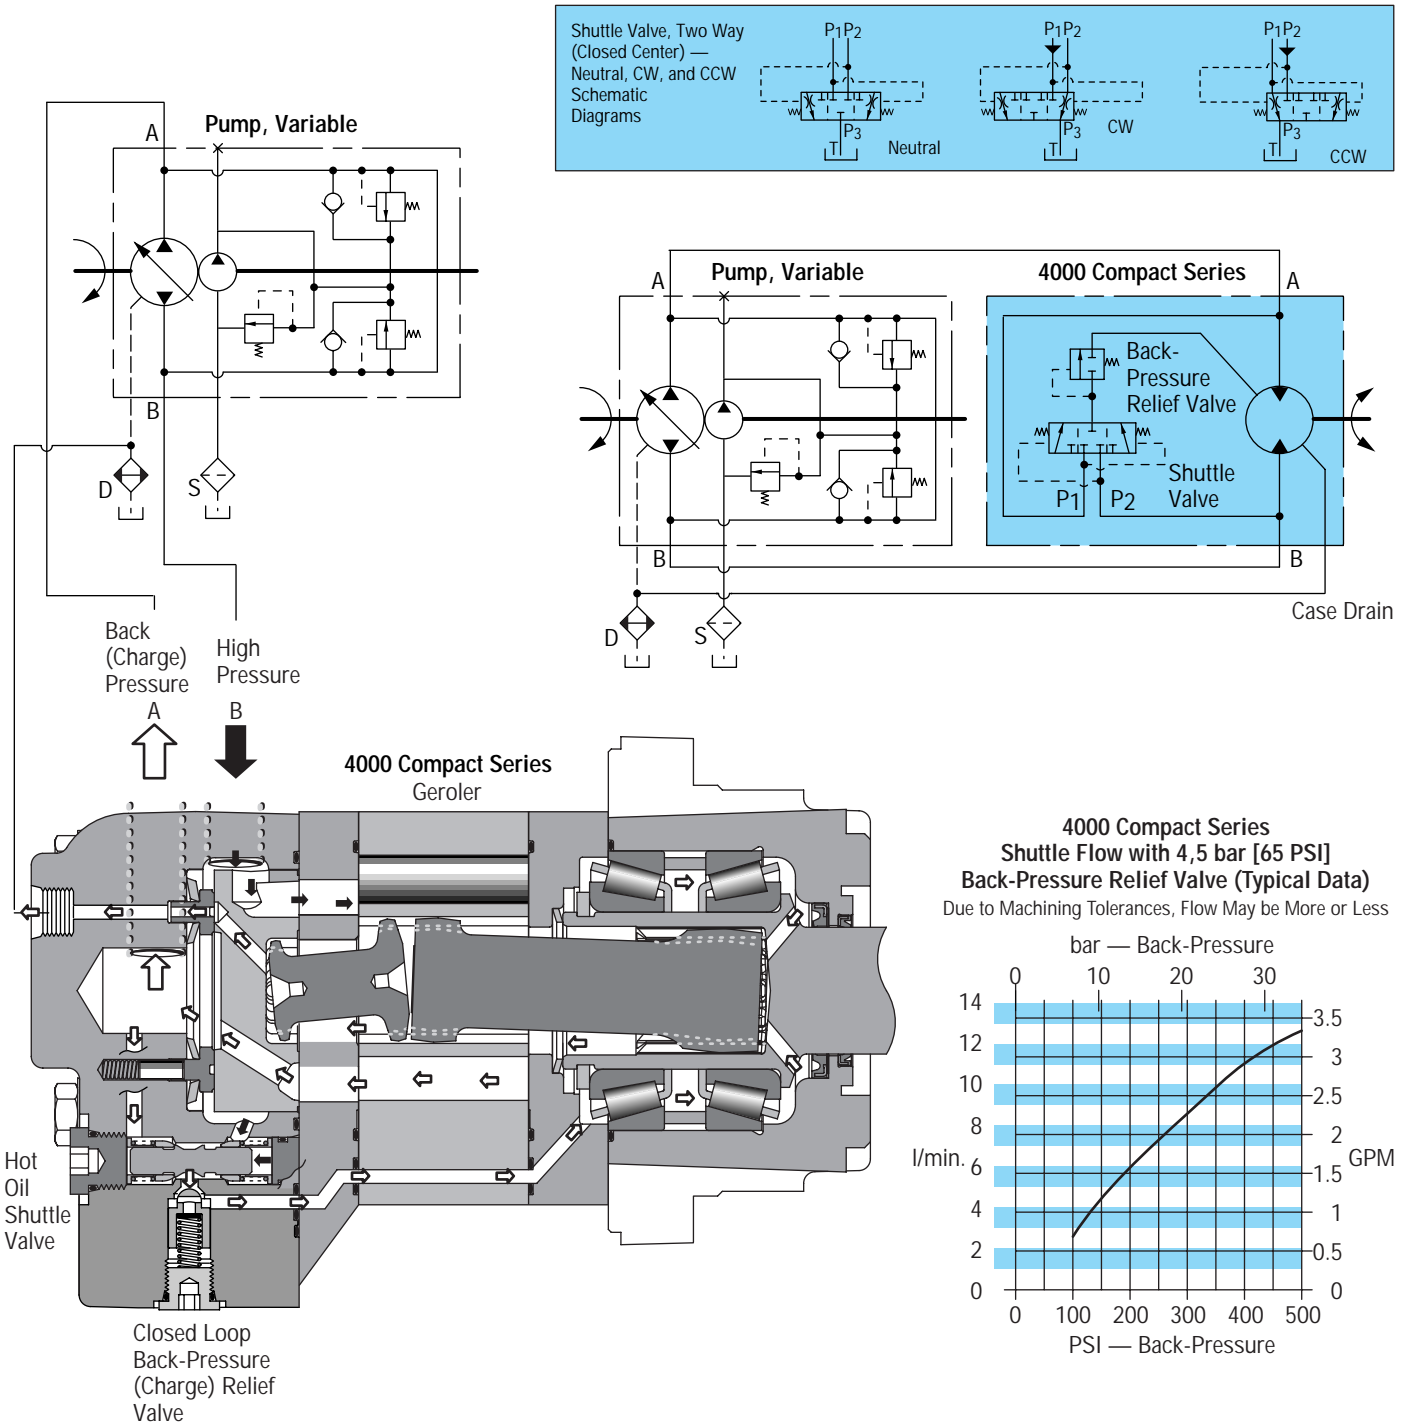 Shuttle Valve, Two Way
(Closed Center) —
Neutral, CW, and CCW
Schematic
Diagrams
P1 P2
P3
T
Neutral
P1 P2
P3
T
CW
P1 P2
P3
T
CCW
Pump, Variable
A
B
D
S
Pump, Variable
4000 Compact Series
A
A
Back-
Pressure
Relief Valve
Shuttle
Valve
P1
P2
B
B
Case Drain
D
S
Back
(Charge)
Pressure
A
High
Pressure
B
4000 Compact Series
Geroler
Hot
Oil
Shuttle
Valve
Closed Loop
Back-Pressure
(Charge) Relief
Valve
4000 Compact Series
Shuttle Flow with 4,5 bar [65 PSI]
Back-Pressure Relief Valve (Typical Data)
Due to Machining Tolerances, Flow May be More or Less
bar — Back-Pressure
0 10 20 30
14
12
10
8
l/min. 6
4
2
0
3.5
3
2.5
2
GPM
1.5
1
0.5
0
0 100 200 300 400 500
PSI — Back-Pressure